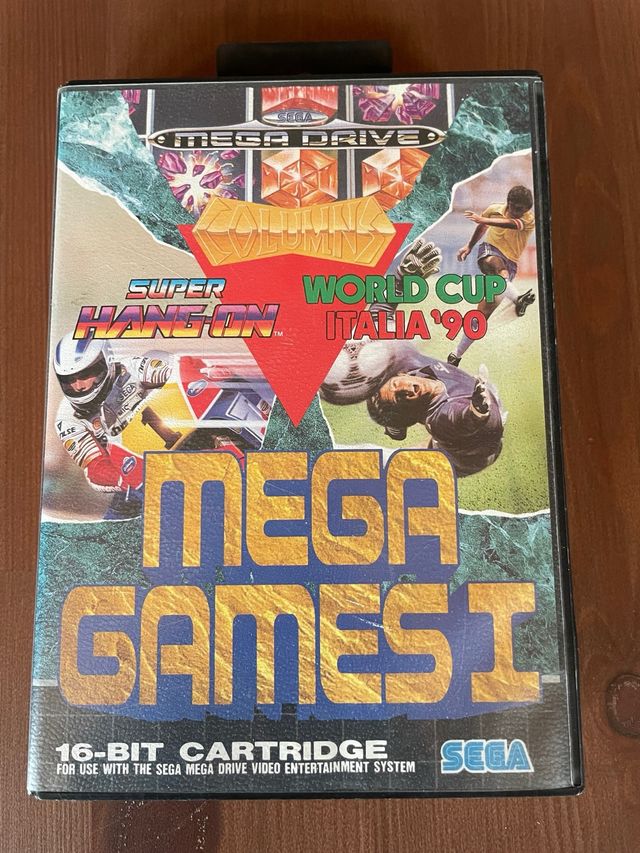 SEGA
MEGA DRIVE
COLUMNS
SUPER
HANG-ON™
WORLD CUP
ITALIA '90
MEGA
GAMES I
16-BIT CARTRIDGE
FOR USE WITH THE SEGA MEGA DRIVE VIDEO ENTERTAINMENT SYSTEM
SEGA